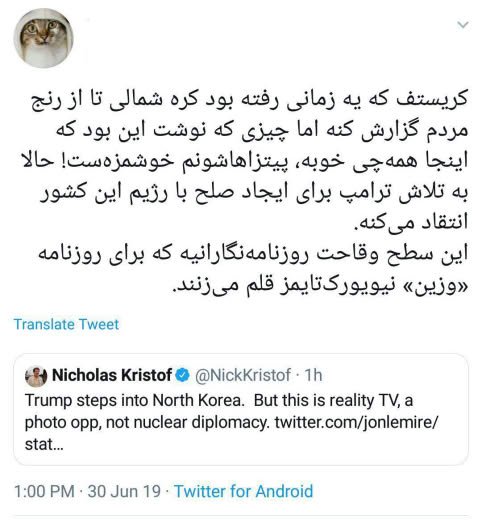 کریستف که یه زمانی رفته بود کره شمالی تا از رنج
مردم گزارش کنه اما چیزی که نوشت این بود که
اینجا همه‌چی خوبه، پیتزاهاشونم خوشمزه‌ست! حالا
به تلاش ترامپ برای ایجاد صلح با رژیم این کشور
انتقاد می‌کنه.
این سطح وقاحت روزنامه‌نگارانیه که برای روزنامه
«وزین» نیویورک‌تایمز قلم می‌زنند.
Translate Tweet
Nicholas Kristof @NickKristof · 1h
Trump steps into North Korea. But this is reality TV, a
photo opp, not nuclear diplomacy. twitter.com/jonlemire/
stat...
1:00 PM · 30 Jun 19 · Twitter for Android